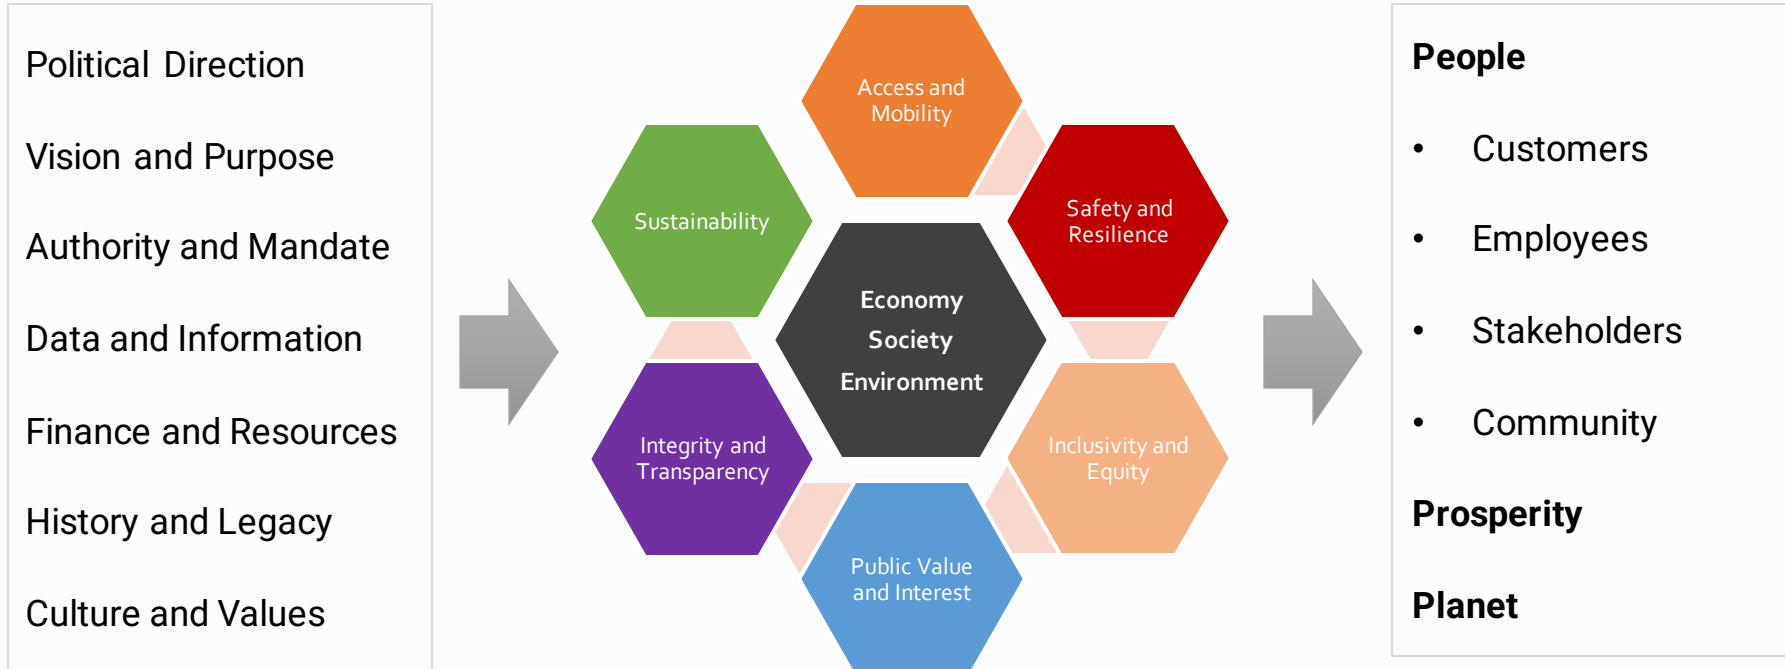 Political Direction
Vision and Purpose
Authority and Mandate
Data and Information
Finance and Resources
History and Legacy
Culture and Values
Access and
Mobility
Safety and
Resilience
Inclusivity and
Equity
Public Value
and Interest
Integrity and
Transparency
Sustainability
Economy
Society
Environment
People
• Customers
• Employees
• Stakeholders
• Community
Prosperity
Planet